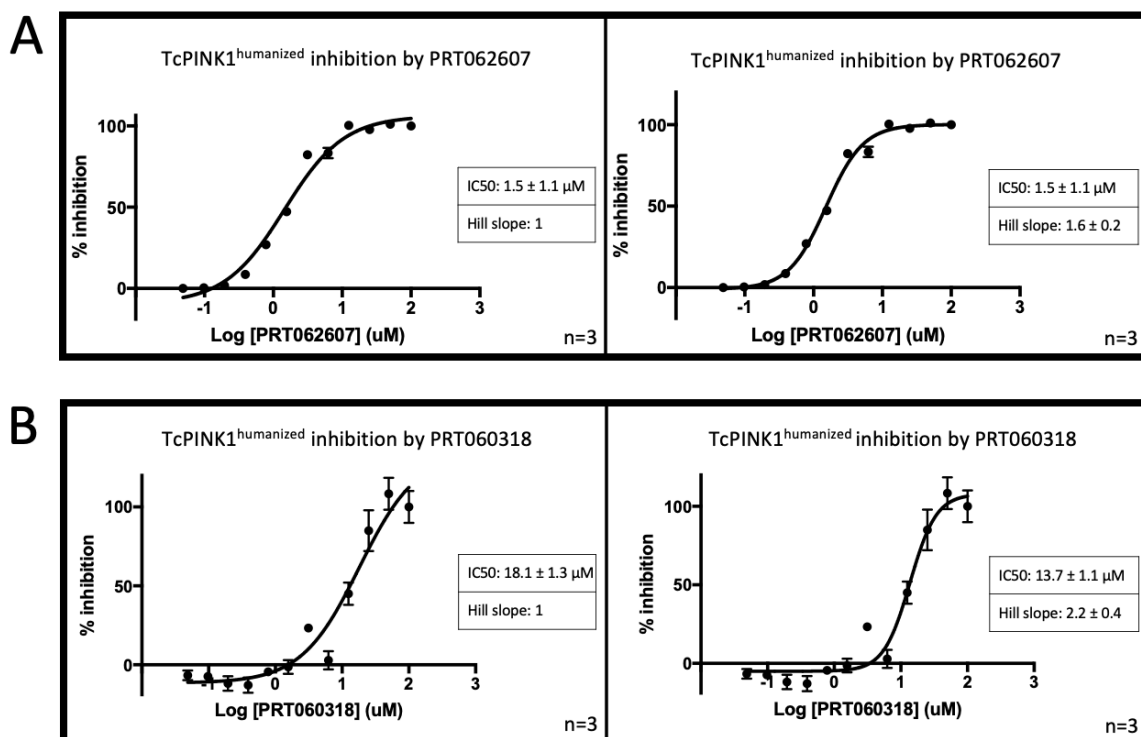 A
TcPINK1humanized inhibition by PRT062607
100
50
0
% inhibition
-1
0
1
2
3
Log [PRT062607] (uM)
IC50: 1.5 ± 1.1 µM
Hill slope: 1
n=3
TcPINK1humanized inhibition by PRT062607
100
50
0
% inhibition
-1
0
1
2
3
Log [PRT062607] (uM)
IC50: 1.5 ± 1.1 µM
Hill slope: 1.6 ± 0.2
n=3
B
TcPINK1humanized inhibition by PRT060318
100
50
0
% inhibition
-1
0
1
2
3
Log [PRT060318] (uM)
IC50: 18.1 ± 1.3 µM
Hill slope: 1
n=3
TcPINK1humanized inhibition by PRT060318
100
50
0
% inhibition
-1
0
1
2
3
Log [PRT060318] (uM)
IC50: 13.7 ± 1.1 µM
Hill slope: 2.2 ± 0.4
n=3